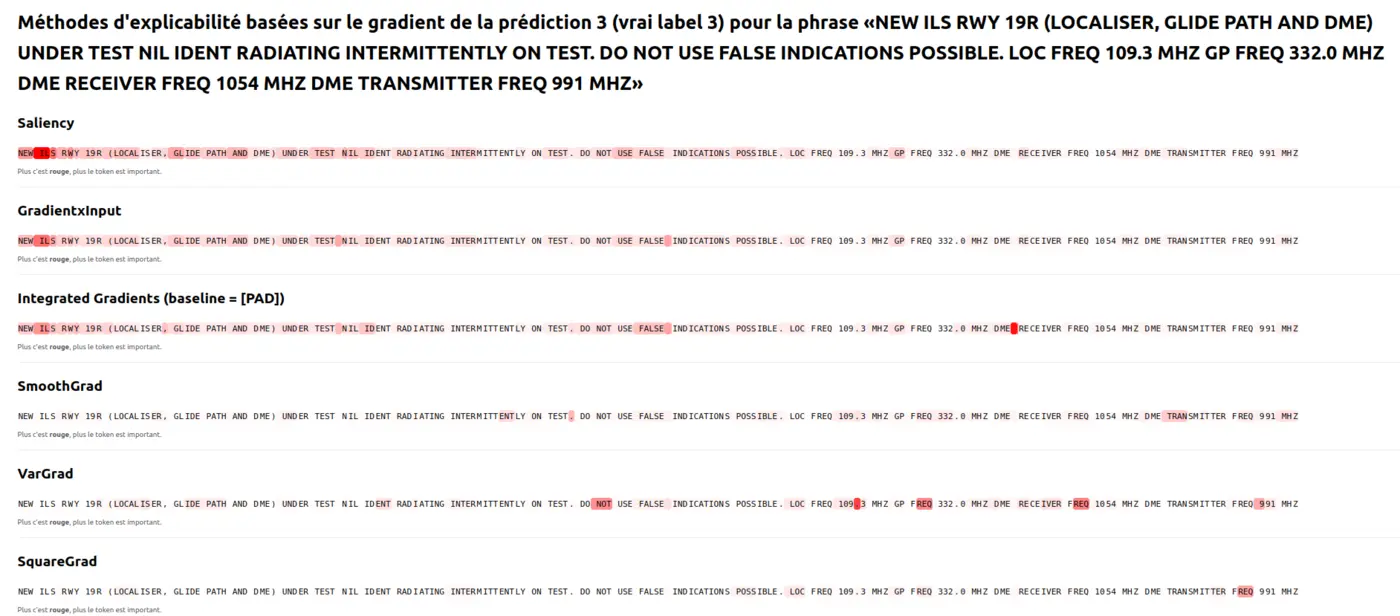 Méthodes d'explicabilité basées sur le gradient de la prédiction 3 (vrai label 3) pour la phrase «NEW ILS RWY 19R (LOCALISER, GLIDE PATH AND DME)
UNDER TEST NIL IDENT RADIATING INTERMITTENTLY ON TEST. DO NOT USE FALSE INDICATIONS POSSIBLE. LOC FREQ 109.3 MHZ GP FREQ 332.0 MHZ
DME RECEIVER FREQ 1054 MHZ DME TRANSMITTER FREQ 991 MHZ»
Saliency
NEW ILS RWY 19R (LOCALISER, GLIDE PATH AND DME) UNDER TEST NIL IDENT RADIATING INTERMITTENTLY ON TEST. DO NOT USE FALSE INDICATIONS POSSIBLE. LOC FREQ 109.3 MHZ GP FREQ 332.0 MHZ DME RECEIVER FREQ 1054 MHZ DME TRANSMITTER FREQ 991 MHZ
Plus c'est rouge, plus le token est important.
GradientxInput
NEW ILS RWY 19R (LOCALISER, GLIDE PATH AND DME) UNDER TEST NIL IDENT RADIATING INTERMITTENTLY ON TEST. DO NOT USE FALSE INDICATIONS POSSIBLE. LOC FREQ 109.3 MHZ GP FREQ 332.0 MHZ DME RECEIVER FREQ 1054 MHZ DME TRANSMITTER FREQ 991 MHZ
Plus c'est rouge, plus le token est important.
Integrated Gradients (baseline = [PAD])
NEW ILS RWY 19R (LOCALISER, GLIDE PATH AND DME) UNDER TEST NIL IDENT RADIATING INTERMITTENTLY ON TEST. DO NOT USE FALSE INDICATIONS POSSIBLE. LOC FREQ 109.3 MHZ GP FREQ 332.0 MHZ DME RECEIVER FREQ 1054 MHZ DME TRANSMITTER FREQ 991 MHZ
Plus c'est rouge, plus le token est important.
SmoothGrad
NEW ILS RWY 19R (LOCALISER, GLIDE PATH AND DME) UNDER TEST NIL IDENT RADIATING INTERMITTENTLY ON TEST. DO NOT USE FALSE INDICATIONS POSSIBLE. LOC FREQ 109.3 MHZ GP FREQ 332.0 MHZ DME RECEIVER FREQ 1054 MHZ DME TRANSMITTER FREQ 991 MHZ
Plus c'est rouge, plus le token est important.
VarGrad
NEW ILS RWY 19R (LOCALISER, GLIDE PATH AND DME) UNDER TEST NIL IDENT RADIATING INTERMITTENTLY ON TEST. DO NOT USE FALSE INDICATIONS POSSIBLE. LOC FREQ 109.3 MHZ GP FREQ 332.0 MHZ DME RECEIVER FREQ 1054 MHZ DME TRANSMITTER FREQ 991 MHZ
Plus c'est rouge, plus le token est important.
SquareGrad
NEW ILS RWY 19R (LOCALISER, GLIDE PATH AND DME) UNDER TEST NIL IDENT RADIATING INTERMITTENTLY ON TEST. DO NOT USE FALSE INDICATIONS POSSIBLE. LOC FREQ 109.3 MHZ GP FREQ 332.0 MHZ DME RECEIVER FREQ 1054 MHZ DME TRANSMITTER FREQ 991 MHZ
Plus c'est rouge, plus le token est important.